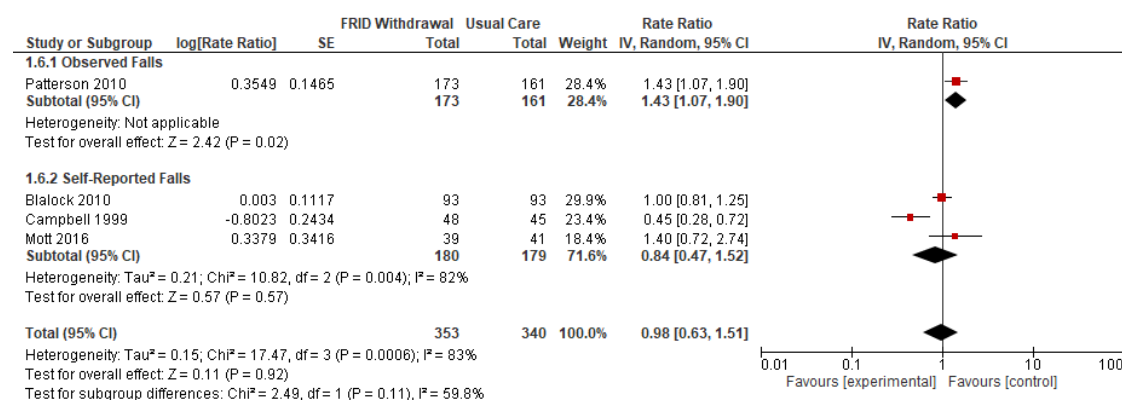 FRID Withdrawal Usual Care Rate Ratio Rate Ratio
Study or Subgroup log[Rate Ratio] SE Total Total Weight IV, Random, 95% CI IV, Random, 95% CI
1.6.1 Observed Falls
Patterson 2010 0.3549 0.1465 173 161 28.4% 1.43 [1.07, 1.90]
Subtotal (95% CI) 173 161 28.4% 1.43 [1.07, 1.90]
Heterogeneity: Not applicable
Test for overall effect: Z = 2.42 (P = 0.02)
1.6.2 Self-Reported Falls
Blalock 2010 0.003 0.1117 93 93 29.9% 1.00 [0.81, 1.25]
Campbell 1999 -0.8023 0.2434 48 45 23.4% 0.45 [0.28, 0.72]
Mott 2016 0.3379 0.3416 39 41 18.4% 1.40 [0.72, 2.74]
Subtotal (95% CI) 180 179 71.6% 0.84 [0.47, 1.52]
Heterogeneity: Tau² = 0.21; Chi² = 10.82, df = 2 (P = 0.004); I² = 82%
Test for overall effect: Z = 0.57 (P = 0.57)
Total (95% CI) 353 340 100.0% 0.98 [0.63, 1.51]
Heterogeneity: Tau² = 0.15; Chi² = 17.47, df = 3 (P = 0.0006); I² = 83%
Test for overall effect: Z = 0.11 (P = 0.92)
Test for subgroup differences: Chi² = 2.49, df = 1 (P = 0.11), I² = 59.8%
0.01 0.1 1 10 100
Favours [experimental] Favours [control]